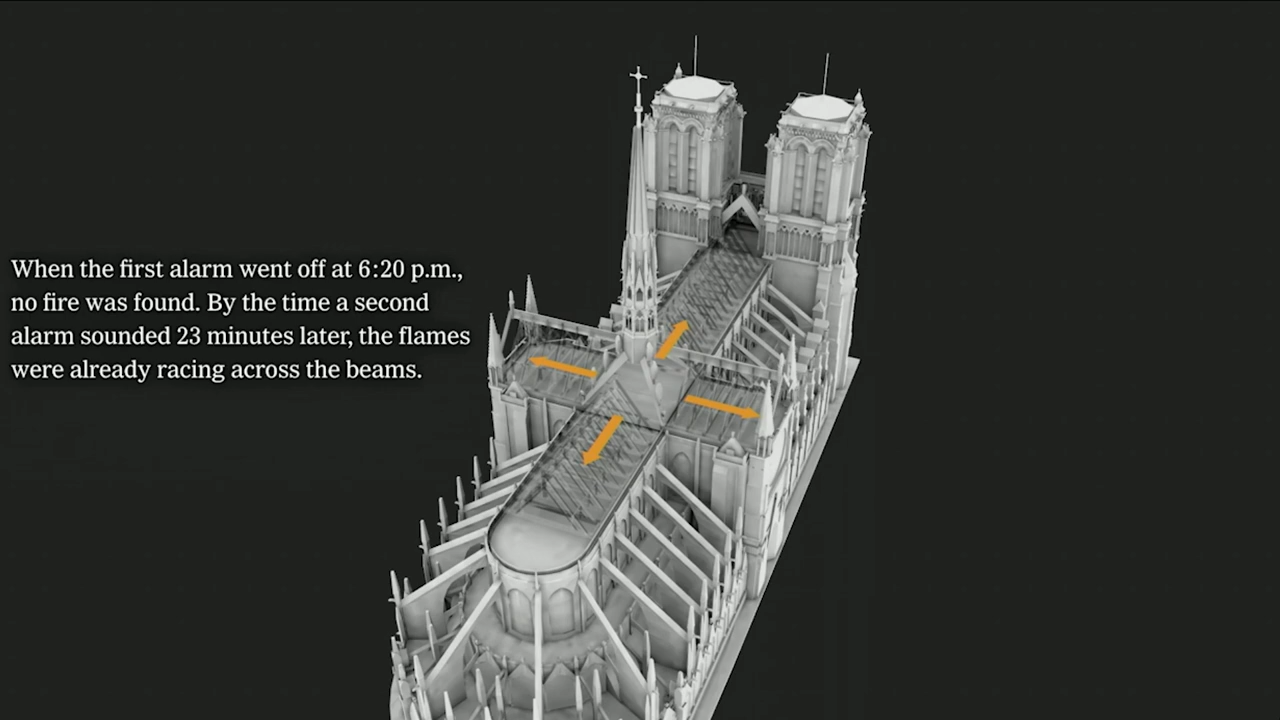 When the first alarm went off at 6:20 p.m.,
no fire was found. By the time a second
alarm sounded 23 minutes later, the flames
were already racing across the beams.